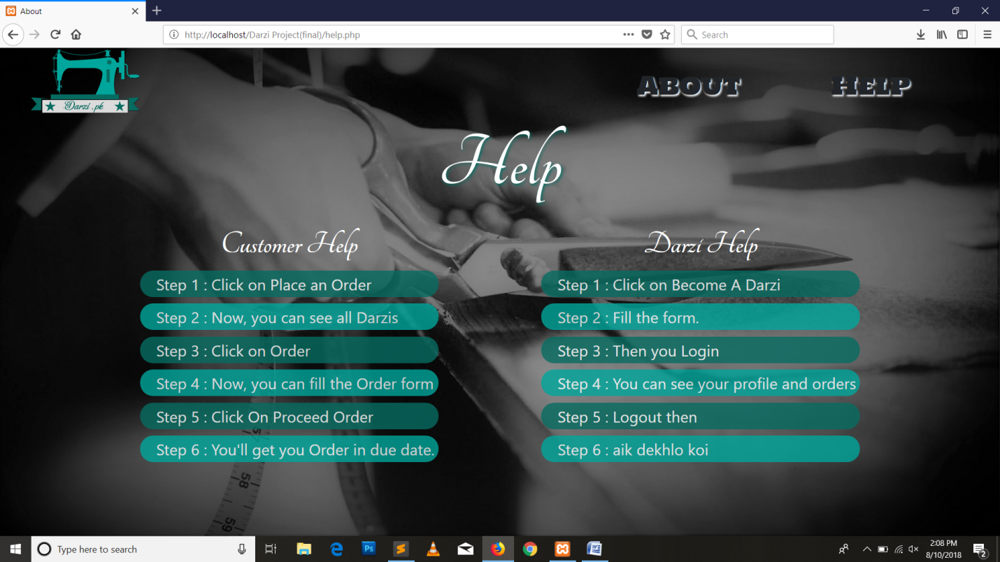 About
http://localhost/Darzi Project(final)/help.php
Search
Darzi .pk
About
Help
Help
Customer Help
Step 1 : Click on Place an Order
Step 2 : Now, you can see all Darzis
Step 3 : Click on Order
Step 4 : Now, you can fill the Order form
Step 5 : Click On Proceed Order
Step 6 : You'll get you Order in due date.
Darzi Help
Step 1 : Click on Become A Darzi
Step 2 : Fill the form.
Step 3 : Then you Login
Step 4 : You can see your profile and orders
Step 5 : Logout then
Step 6 : aik dekhlo koi
57
58
59
Type here to search
Ps
2:08 PM
8/10/2018
2